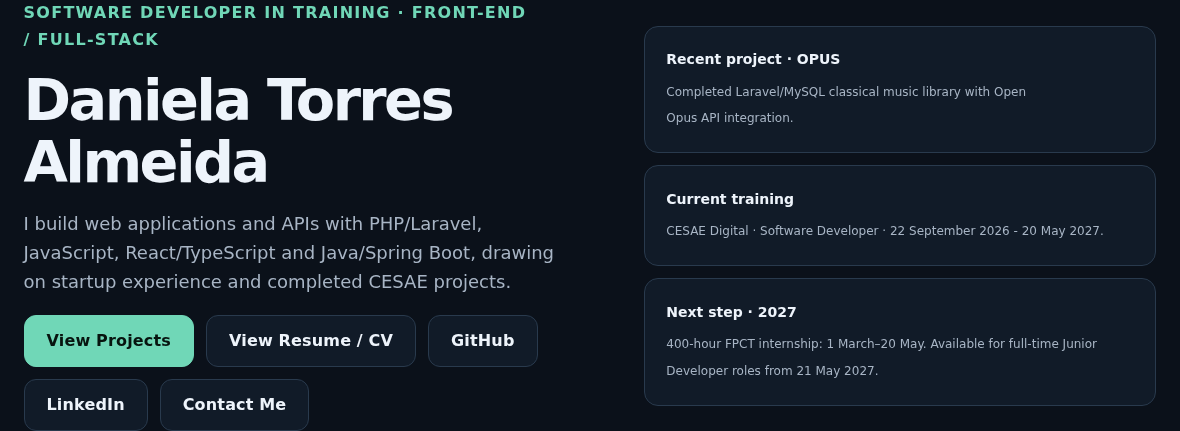 SOFTWARE DEVELOPER IN TRAINING · FRONT-END
/ FULL-STACK
Daniela Torres
Almeida
I build web applications and APIs with PHP/Laravel,
JavaScript, React/TypeScript and Java/Spring Boot, drawing
on startup experience and completed CESAE projects.
View Projects
View Resume / CV
GitHub
LinkedIn
Contact Me
Recent project · OPUS
Completed Laravel/MySQL classical music library with Open
Opus API integration.
Current training
CESAE Digital · Software Developer · 22 September 2026 - 20 May 2027.
Next step · 2027
400-hour FPCT internship: 1 March–20 May. Available for full-time Junior
Developer roles from 21 May 2027.